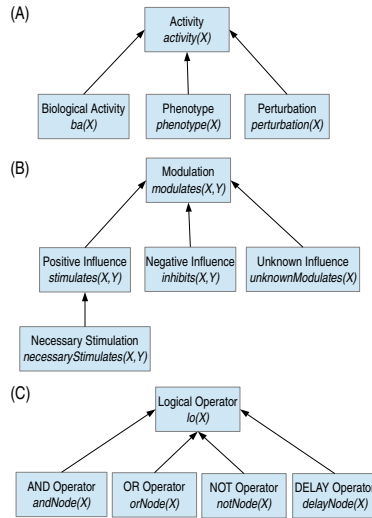 (A)
Activity
activity(X)
Biological Activity
ba(X)
Phenotype
phenotype(X)
Perturbation
perturbation(X)
(B)
Modulation
modulates(X,Y)
Positive Influence
stimulates(X,Y)
Negative Influence
inhibits(X,Y)
Unknown Influence
unknownModulates(X)
Necessary Stimulation
necessaryStimulates(X,Y)
(C)
Logical Operator
lo(X)
AND Operator
andNode(X)
OR Operator
orNode(X)
NOT Operator
notNode(X)
DELAY Operator
delayNode(X)